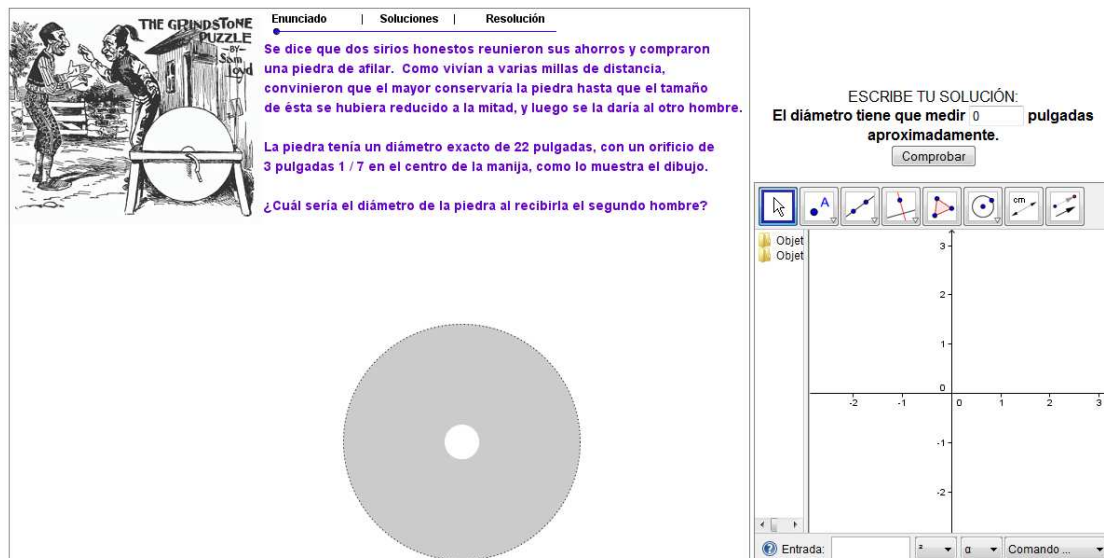 THE GRINDSTONE
PUZZLE
-BY-
Sam
Loyd
Enunciado | Soluciones | Resolución
Se dice que dos sirios honestos reunieron sus ahorros y compraron
una piedra de afilar. Como vivían a varias millas de distancia,
convinieron que el mayor conservaría la piedra hasta que el tamaño
de ésta se hubiera reducido a la mitad, y luego se la daría al otro hombre.
La piedra tenía un diámetro exacto de 22 pulgadas, con un orificio de
3 pulgadas 1 / 7 en el centro de la manija, como lo muestra el dibujo.
¿Cuál sería el diámetro de la piedra al recibirla el segundo hombre?
ESCRIBE TU SOLUCIÓN:
El diámetro tiene que medir 0 pulgadas
aproximadamente.
Comprobar
A
cm
Objet
Objet
3
2
1
0
-2 -1 0 1 2 3
-1
-2
Entrada: ² α Comando ...